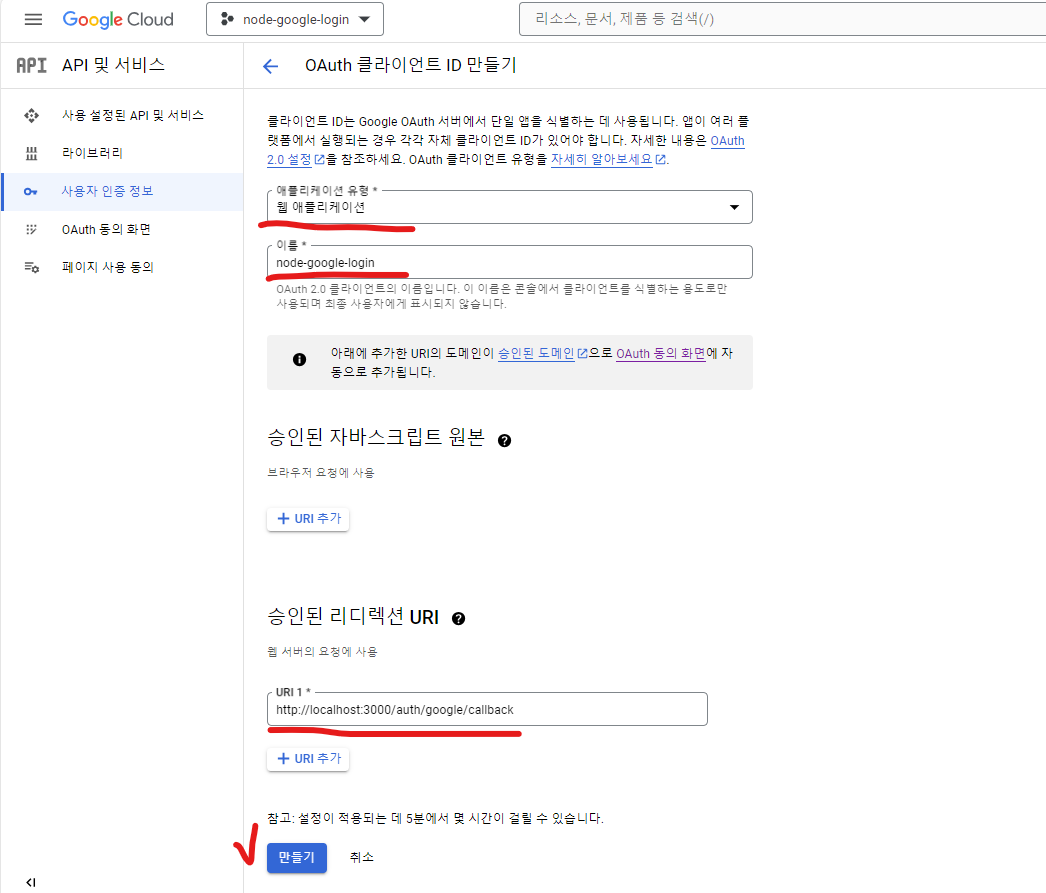 Google Cloud
node-google-login
리소스, 문서, 제품 등 검색(/)
API
API 및 서비스
OAuth 클라이언트 ID 만들기
사용 설정된 API 및 서비스
라이브러리
사용자 인증 정보
OAuth 동의 화면
페이지 사용 동의
클라이언트 ID는 Google OAuth 서버에서 단일 앱을 식별하는 데 사용됩니다. 앱이 여러 플
랫폼에서 실행되는 경우 각각 자체 클라이언트 ID가 있어야 합니다. 자세한 내용은 OAuth
2.0 설정을 참조하세요. OAuth 클라이언트 유형을 자세히 알아보세요.
애플리케이션 유형 *
웹 애플리케이션
이름 *
node-google-login
OAuth 2.0 클라이언트의 이름입니다. 이 이름은 콘솔에서 클라이언트를 식별하는 용도로만
사용되며 최종 사용자에게 표시되지 않습니다.
아래에 추가한 URI의 도메인이 승인된 도메인으로 OAuth 동의 화면에 자
동으로 추가됩니다.
승인된 자바스크립트 원본
브라우저 요청에 사용
+ URI 추가
승인된 리디렉션 URI
웹 서버의 요청에 사용
URI 1 *
http://localhost:3000/auth/google/callback
+ URI 추가
참고: 설정이 적용되는 데 5분에서 몇 시간이 걸릴 수 있습니다.
만들기
취소